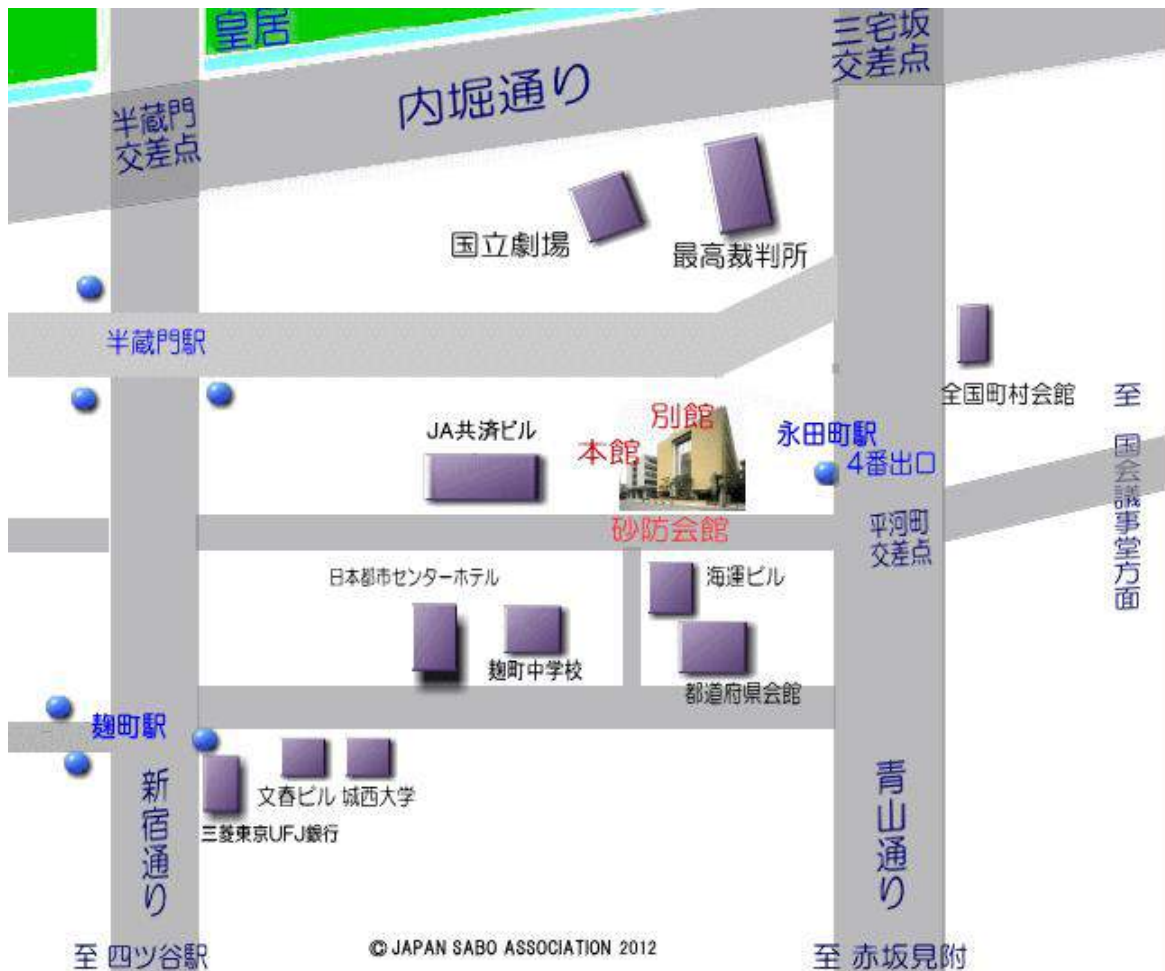 皇居
三宅坂
交差点
内堀通り
半蔵門
交差点
国立劇場
最高裁判所
半蔵門駅
全国町村会館
至 国会議事堂方面
別館
本館
JA共済ビル
永田町駅
4番出口
砂防会館
平河町
交差点
日本都市センターホテル
海運ビル
麹町中学校
都道府県会館
麹町駅
文春ビル
城西大学
三菱東京UFJ銀行
新宿通り
青山通り
至 四ツ谷駅
© JAPAN SABO ASSOCIATION 2012
至 赤坂見附